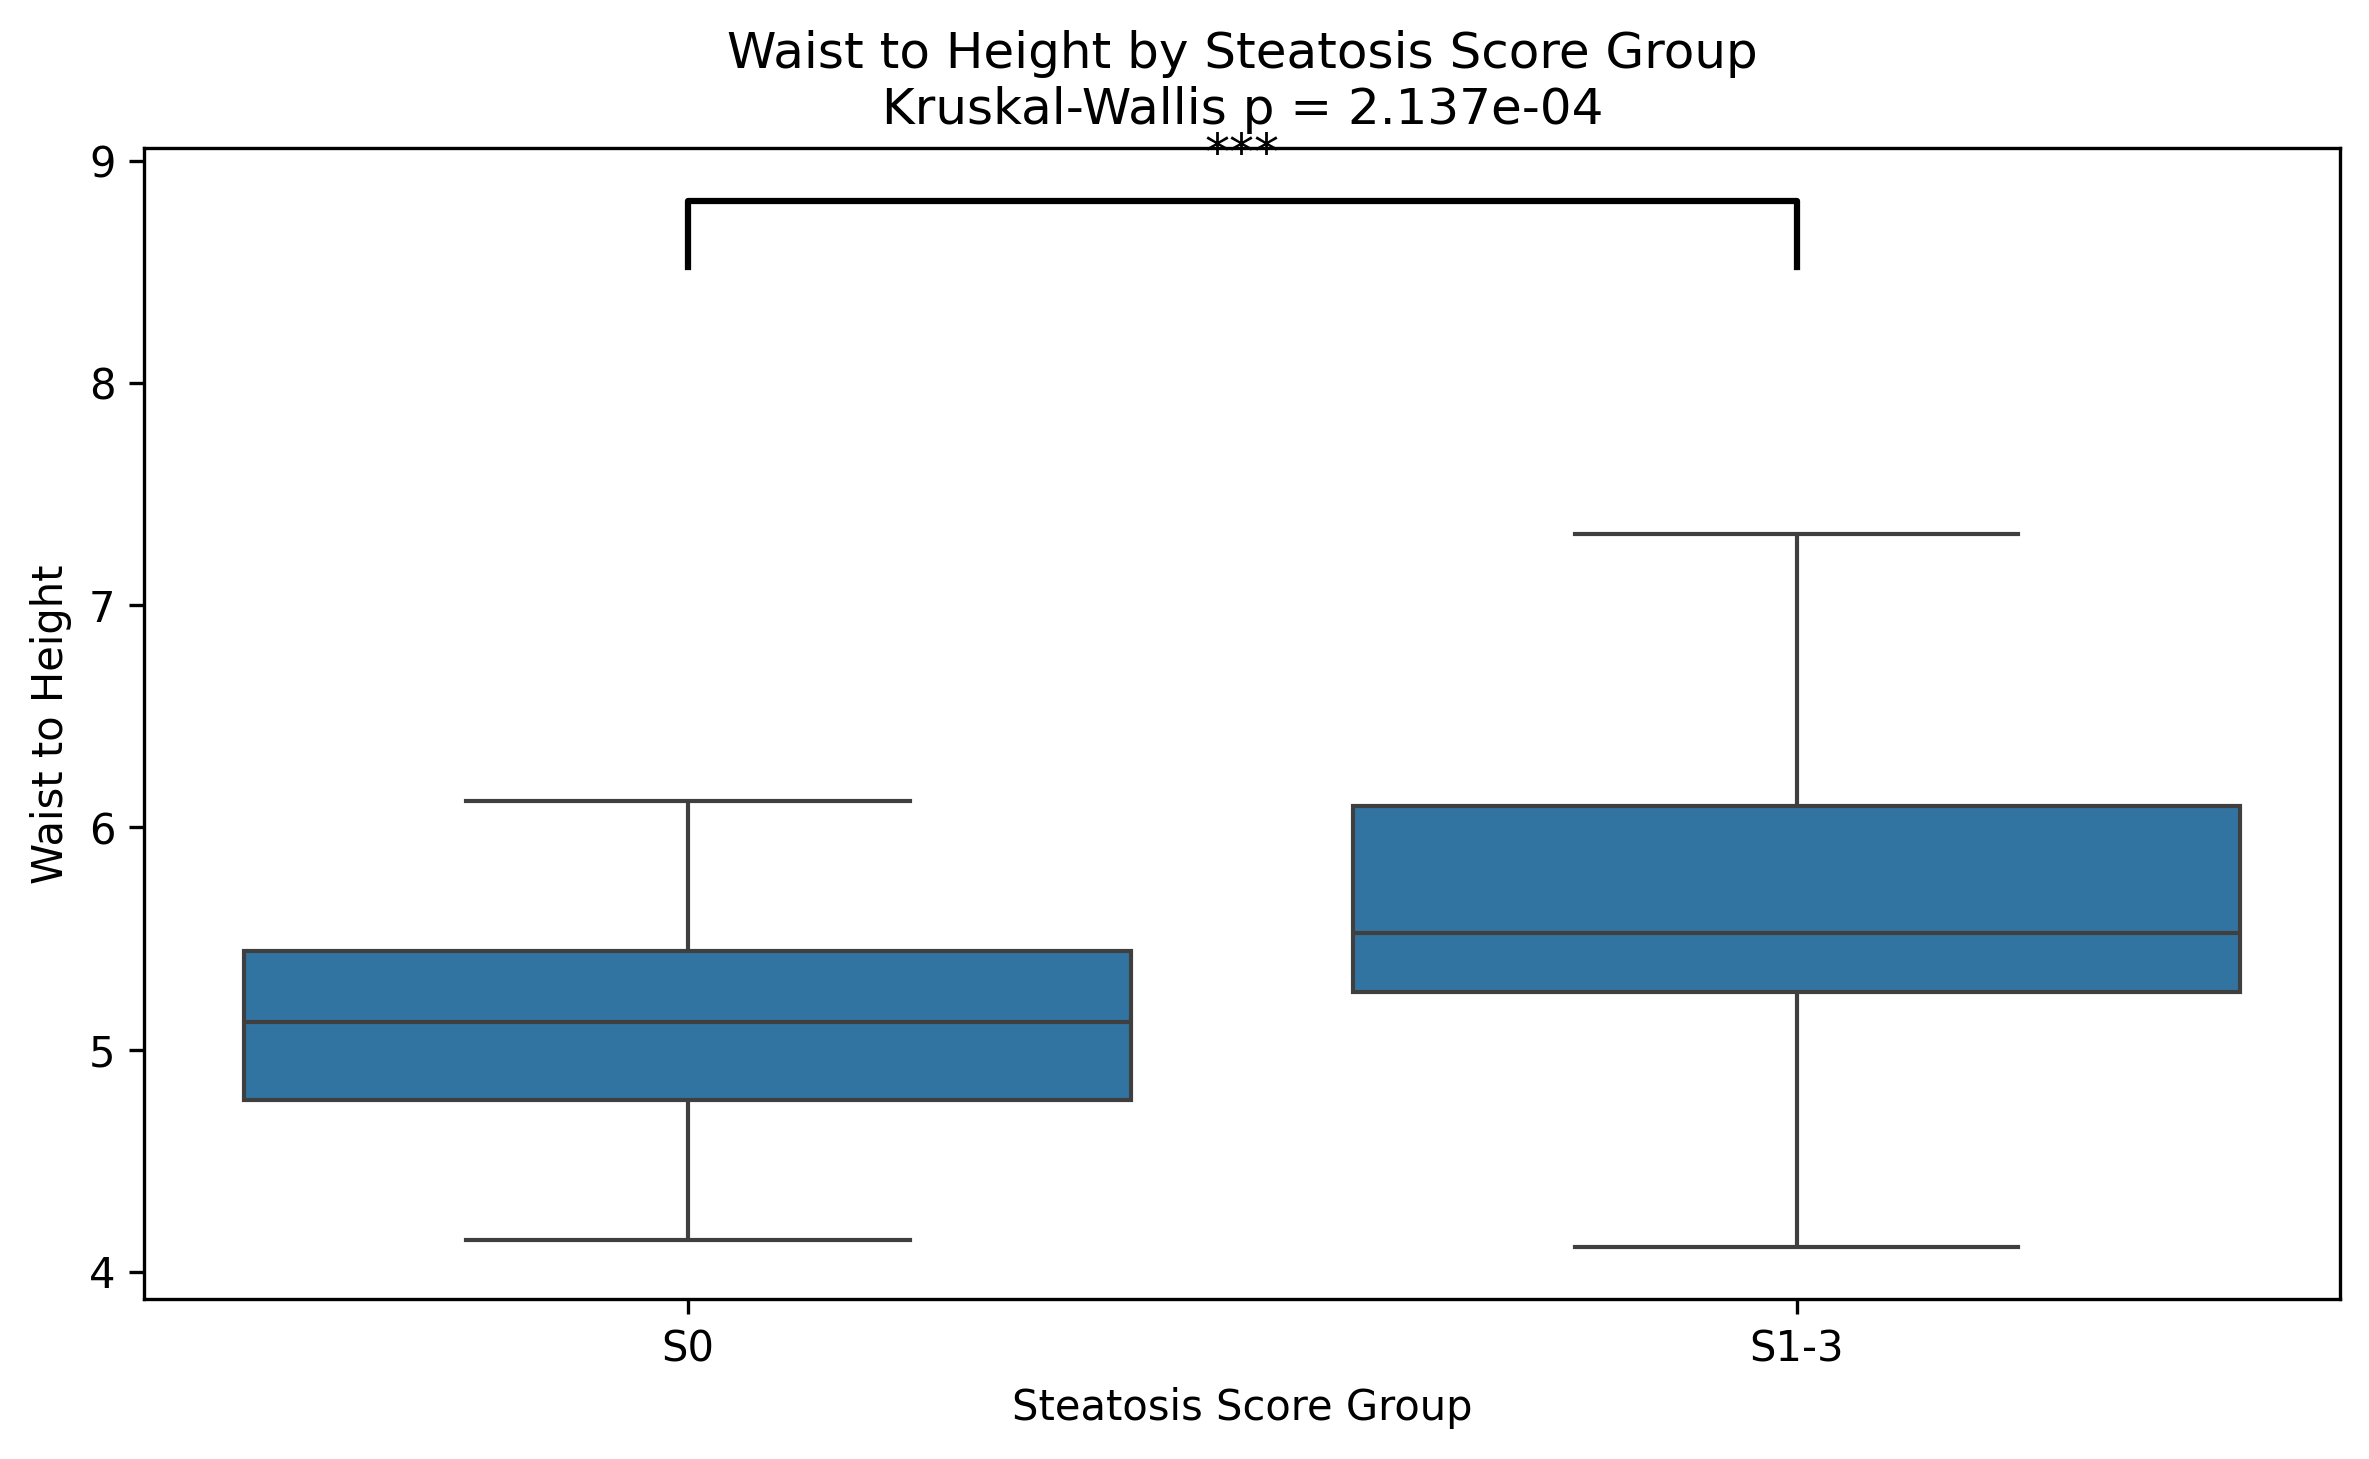 Waist to Height by Steatosis Score Group
Kruskal-Wallis p = 2.137e-04
***
9
8
7
6
5
4
Waist to Height
S0
S1-3
Steatosis Score Group